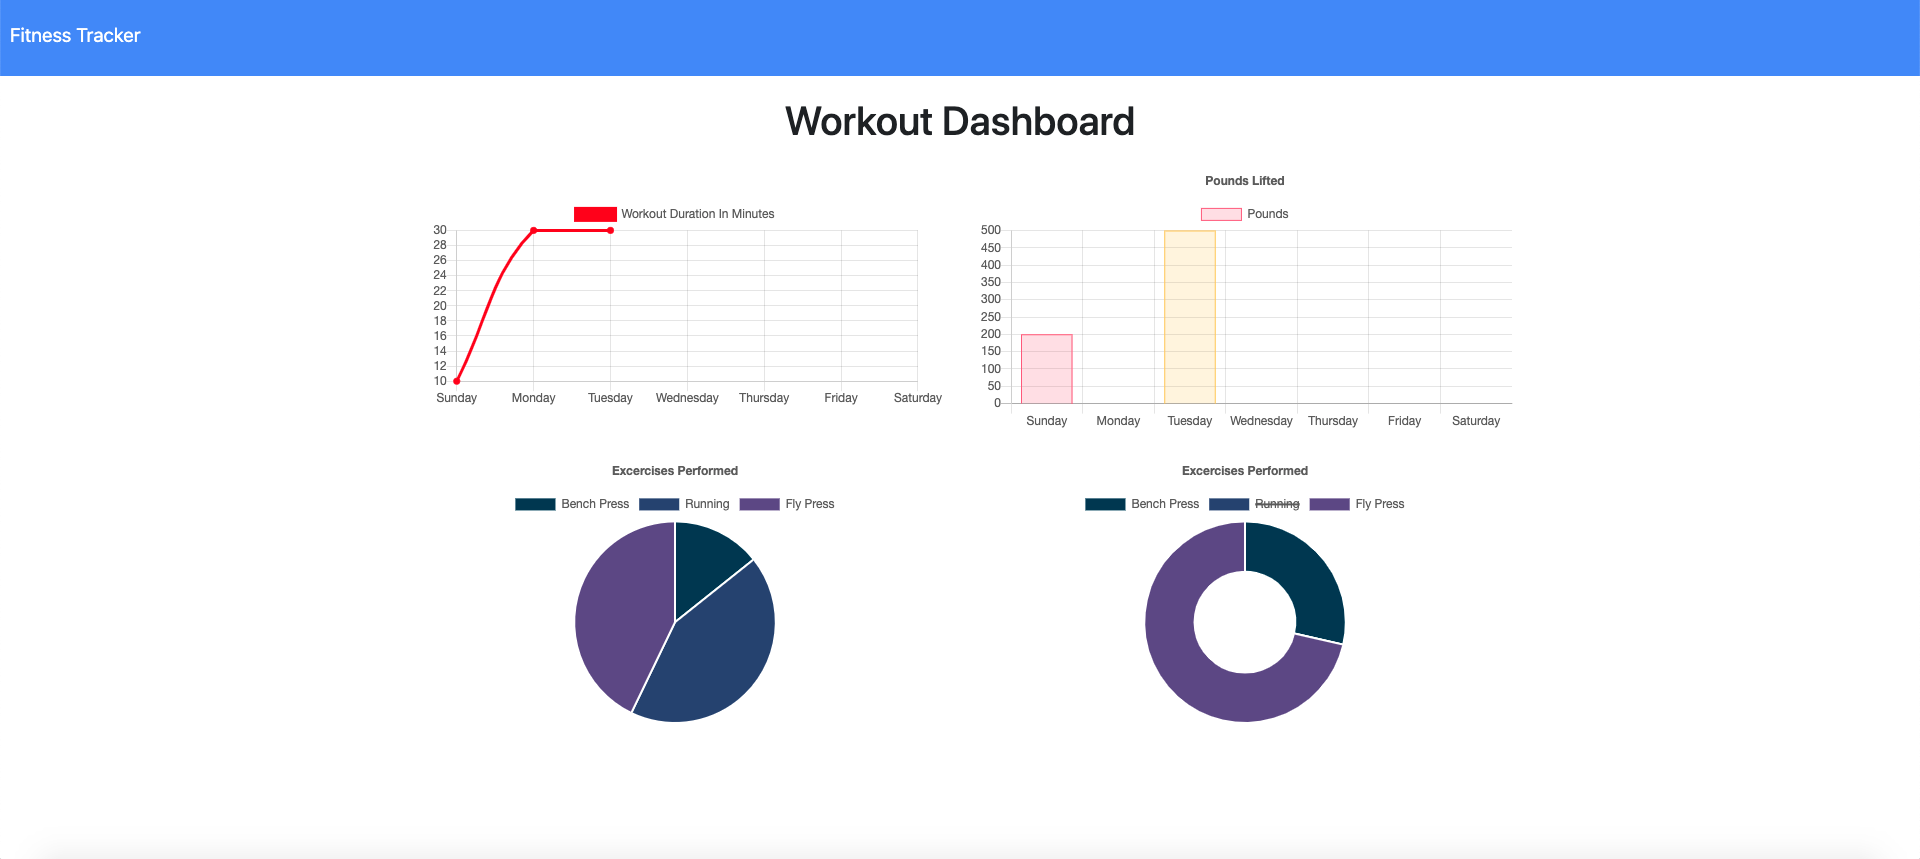 Fitness Tracker
Workout Dashboard
Workout Duration In Minutes
30
28
26
24
22
20
18
16
14
12
10
Sunday Monday Tuesday Wednesday Thursday Friday Saturday
Pounds Lifted
Pounds
500
450
400
350
300
250
200
150
100
50
0
Sunday Monday Tuesday Wednesday Thursday Friday Saturday
Excercises Performed
Bench Press Running Fly Press
Excercises Performed
Bench Press Running Fly Press